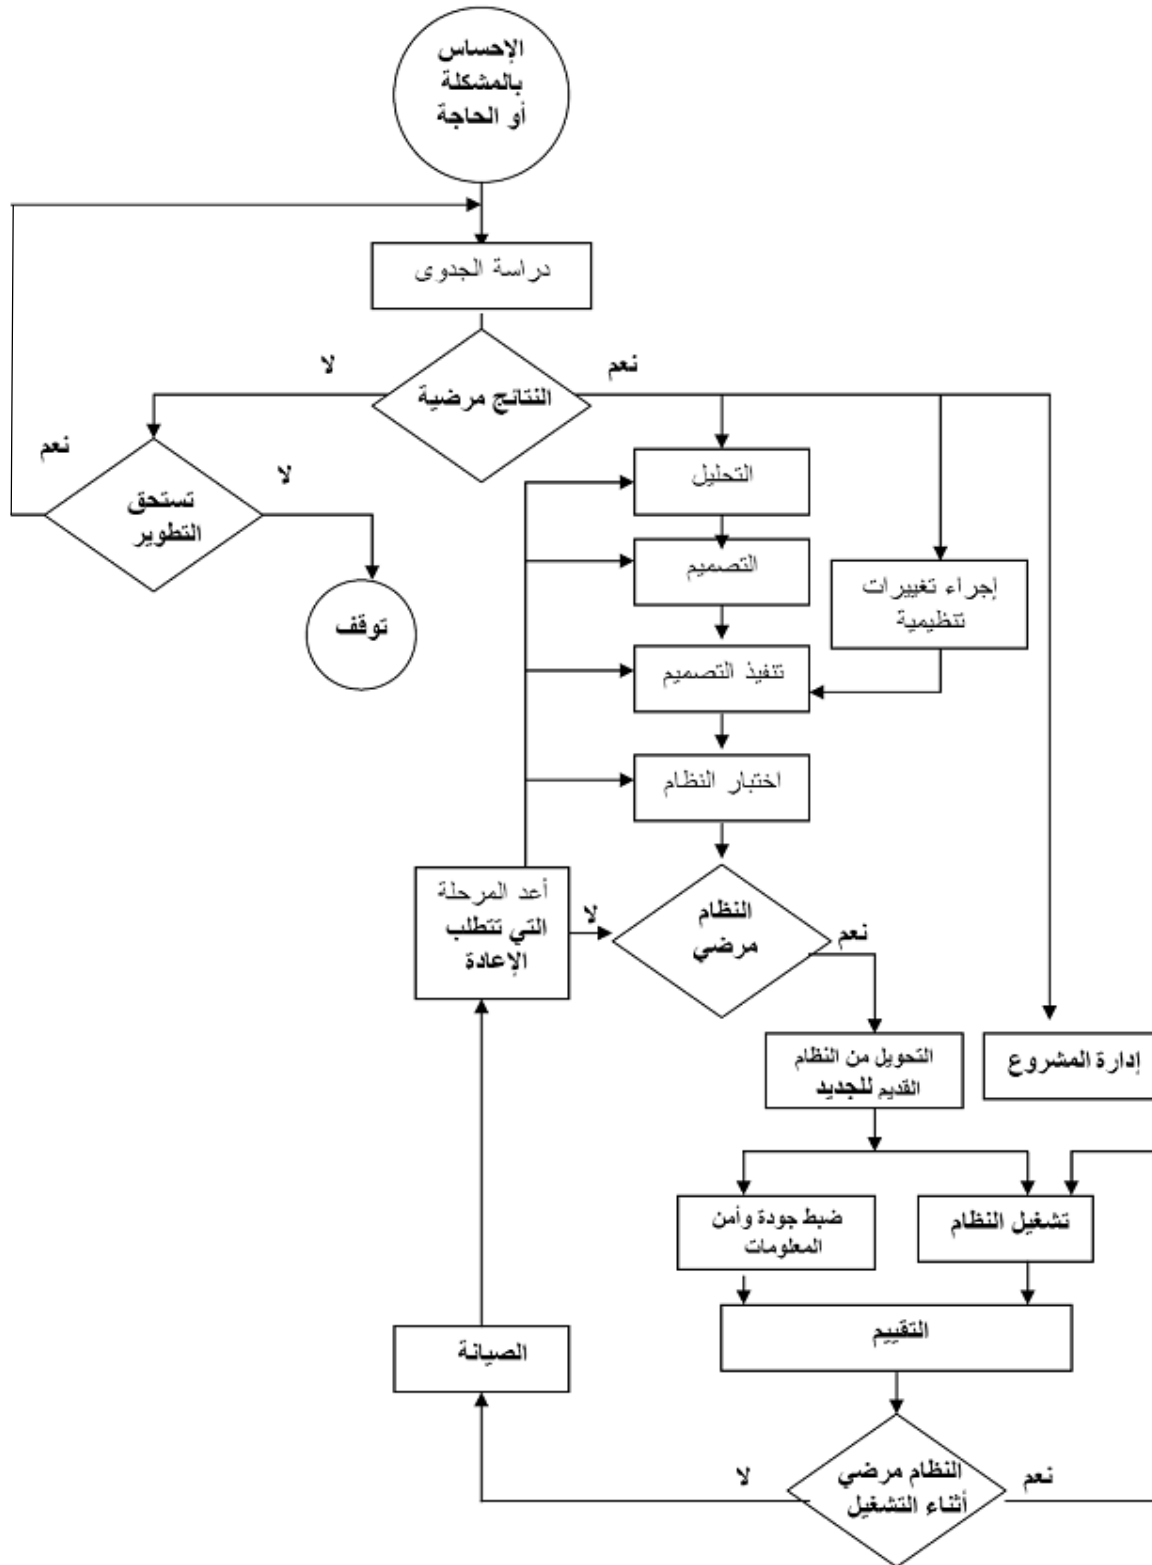 الإحساس
بالمشكلة
أو الحاجة
دراسة الجدوى
لا
نعم
النتائج مرضية
نعم
لا
تستحق
التطوير
التحليل
التصميم
إجراء تغييرات
تنظيمية
توقف
تنفيذ التصميم
اختبار النظام
أعد المرحلة
التي تتطلب
الإعادة
لا
النظام
مرضي
نعم
التحويل من النظام
القديم للجديد
إدارة المشروع
ضبط جودة وأمن
المعلومات
تشغيل النظام
التقييم
الصيانة
لا
النظام مرضي
أثناء التشغيل
نعم